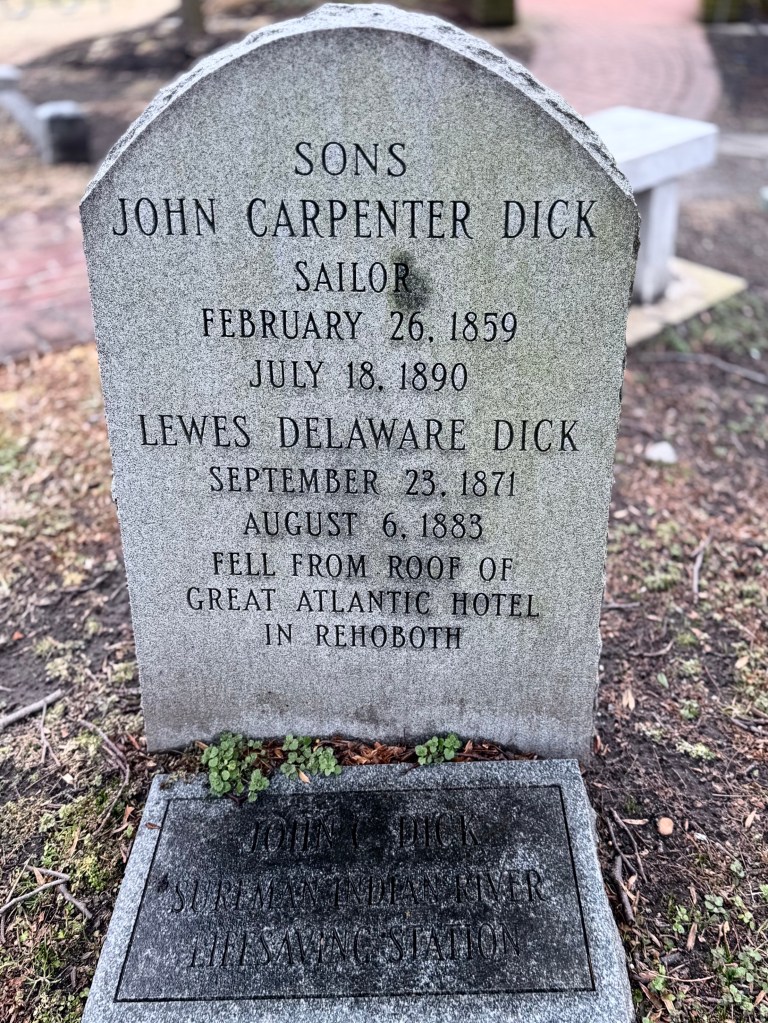 SONS
JOHN CARPENTER DICK
SAILOR
FEBRUARY 26, 1859
JULY 18, 1890
LEWES DELAWARE DICK
SEPTEMBER 23, 1871
AUGUST 6, 1883
FELL FROM ROOF OF
GREAT ATLANTIC HOTEL
IN REHOBOTH
JOHN C DICK
SURFMAN INDIAN RIVER
LIFESAVING STATION